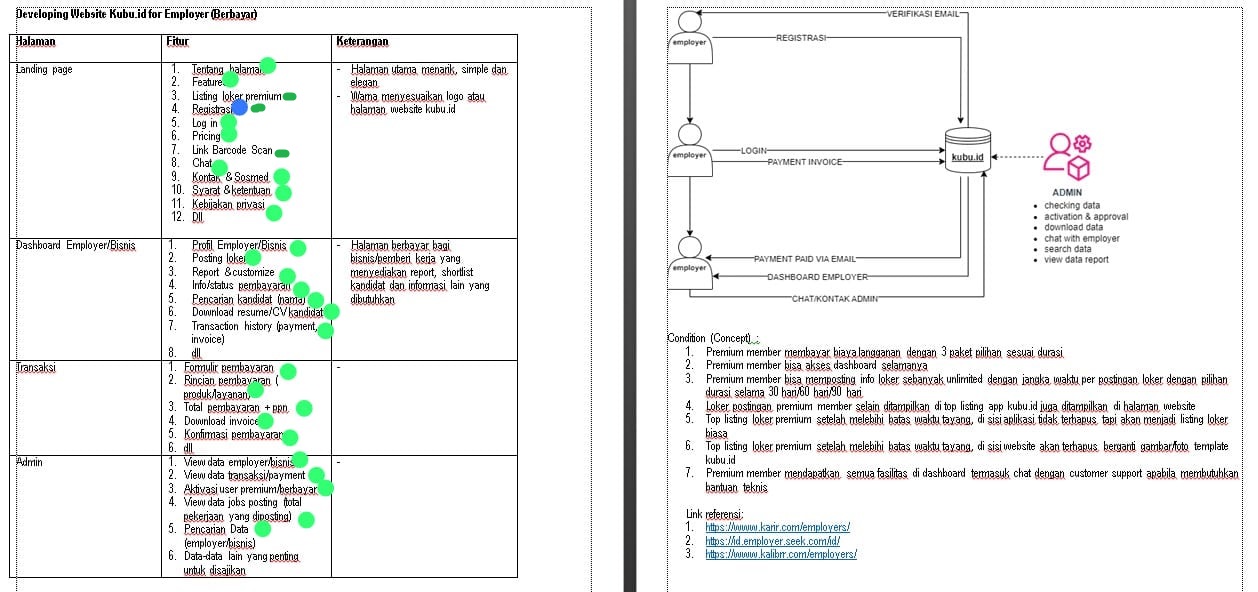 Developing Website Kubu.id for Employer (Berbayar)
Halaman
Fitur
Keterangan
Landing page
1. Tentang halaman
2. Feature
3. Listing loker premium
4. Registrasi
5. Log in
6. Pricing
7. Link Barcode Scan
8. Chat
9. Kontak & Sosmed
10. Syarat &ketentuan
11. Kebijakan privasi
12. Dll
- Halaman utama menarik, simple dan
elegan
- Warna menyesuaikan logo atau
halaman website kubu.id
Dashboard Employer/Bisnis
1. Profil Employer/Bisnis
2. Posting loker
3. Report &customize
4. Info/status pembayaran
5. Pencarian kandidat (nama)
6. Download resume/CV kandidat
7. Transaction history (payment,
invoice)
8. dll
- Halaman berbayar bagi
bisnis/pemberi kerja yang
menyediakan report, shortlist
kandidat dan informasi lain yang
dibutuhkan
Transaksi
1. Formulir pembayaran
2. Rincian pembayaran (
produk/layanan)
3. Total pembayaran +ppn
4. Download invoice
5. Konfirmasi pembayaran
6. dll
-
Admin
1. View data employer/bisnis
2. View data transaksi/payment
3. Aktivasi user premium/berbayar
4. View data jobs posting (total
pekerjaan yang diposting)
5. Pencarian Data
(employer/bisnis)
6. Data-data lain yang penting
untuk disajikan
-
VERIFIKASI EMAIL
REGISTRASI
employer
LOGIN
PAYMENT INVOICE
employer
kubu.id
ADMIN
• checking data
• activation & approval
• download data
• chat with employer
• search data
• view data report
PAYMENT PAID VIA EMAIL
employer
DASHBOARD EMPLOYER
CHAT/KONTAK ADMIN
Condition (Concept) :
1. Premium member membayar biaya langganan dengan 3 paket pilihan sesuai durasi
2. Premium member bisa akses dashboard selamanya
3. Premium member bisa memposting info loker sebanyak unlimited dengan jangka waktu per postingan loker dengan pilihan
durasi selama 30 hari/60 hari/90 hari
4. Loker postingan premium member selain ditampilkan di top listing app kubu.id juga ditampilkan di halaman website
5. Top listing loker premium setelah melebihi batas waktu tayang, di sisi aplikasi tidak terhapus tapi akan menjadi listing loker
biasa
6. Top listing loker premium setelah melebihi batas waktu tayang, di sisi website akan terhapus berganti gambar/foto template
kubu.id
7. Premium member mendapatkan semua fasilitas di dashboard termasuk chat dengan customer support apabila membutuhkan
bantuan teknis
Link referensi:
1. https://www.karir.com/employers/
2. https://id.employer.seek.com/id/
3. https://www.kalibrr.com/employers/